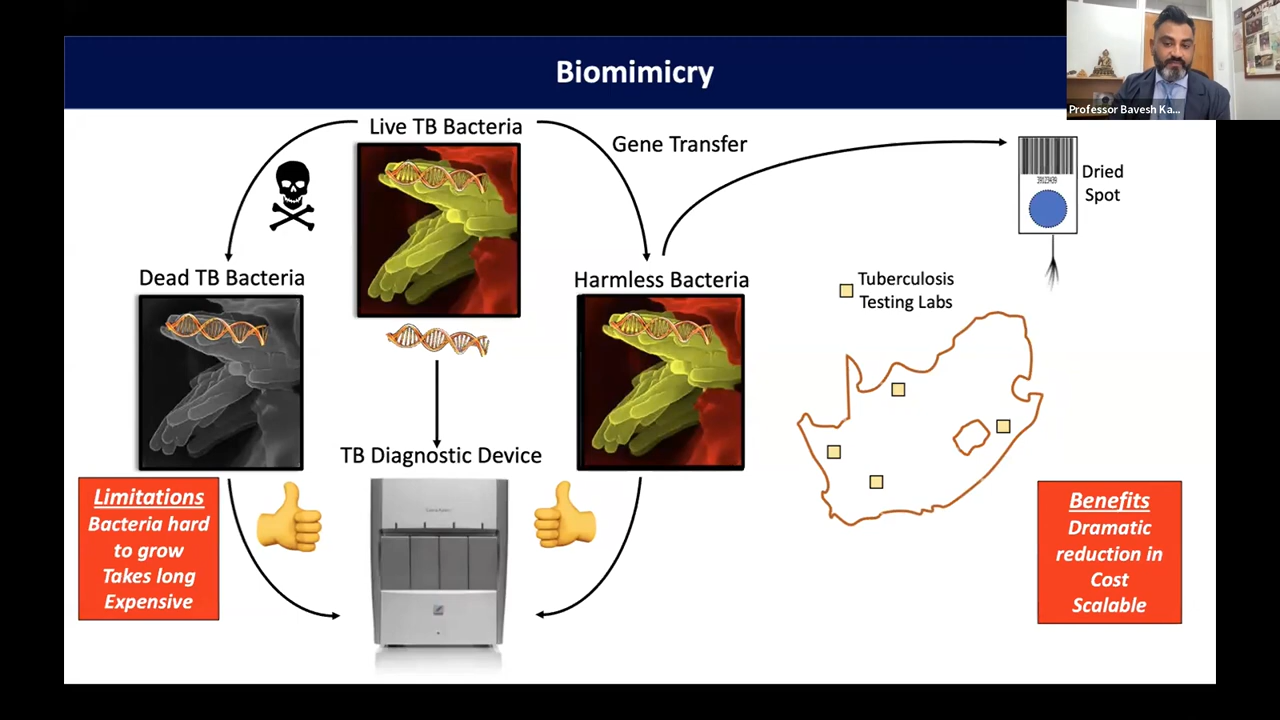 Biomimicry
Professor Bavesh Ka...
Live TB Bacteria
Gene Transfer
Dried
Spot
Dead TB Bacteria
Harmless Bacteria
Tuberculosis
Testing Labs
TB Diagnostic Device
Limitations
Bacteria hard
to grow
Takes long
Expensive
Benefits
Dramatic
reduction in
Cost
Scalable